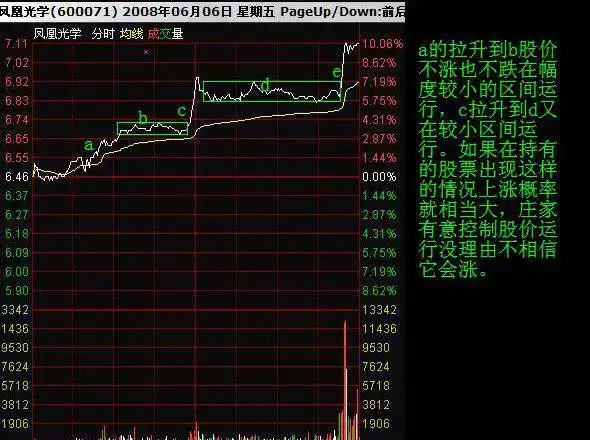 凤凰光学(600071) 2008年06月06日 星期五 PageUp/Down:前后
凤凰光学 分时 均线 成交量
7.11 10.06%
7.02 8.62%
6.92 7.19%
6.83 5.75%
6.74 4.31%
6.65 2.87%
6.55 1.44%
6.46 0.00%
6.37 1.44%
6.27 2.87%
6.18 4.31%
6.09 5.75%
6.00 7.19%
5.90 8.62%
13342 13342
11436 11436
9530 9530
7624 7624
5718 5718
3812 3812
1906 1906
a
b
c
d
e
a的拉升到b股价
不涨也不跌在幅
度较小的区间运
行，c拉升到d又
在较小区间运
行。如果在持有
的股票出现这样
的情况上涨概率
就相当大，庄家
有意控制股价运
行没理由不相信
它会涨。